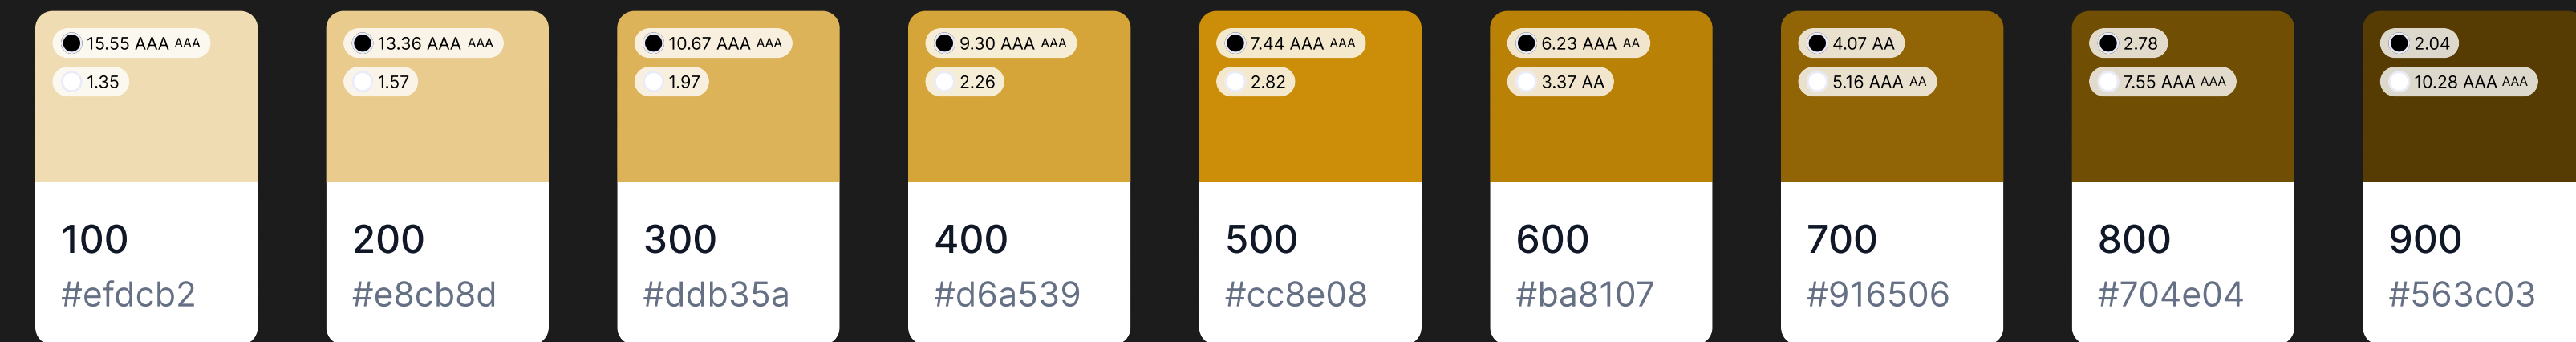 15.55 AAA AAA
1.35
100
#efdcb2
13.36 AAA AAA
1.57
200
#e8cb8d
10.67 AAA AAA
1.97
300
#ddb35a
9.30 AAA AAA
2.26
400
#d6a539
7.44 AAA AAA
2.82
500
#cc8e08
6.23 AAA AA
3.37 AA
600
#ba8107
4.07 AA
5.16 AAA AA
700
#916506
2.78
7.55 AAA AAA
800
#704e04
2.04
10.28 AAA AAA
900
#563c03